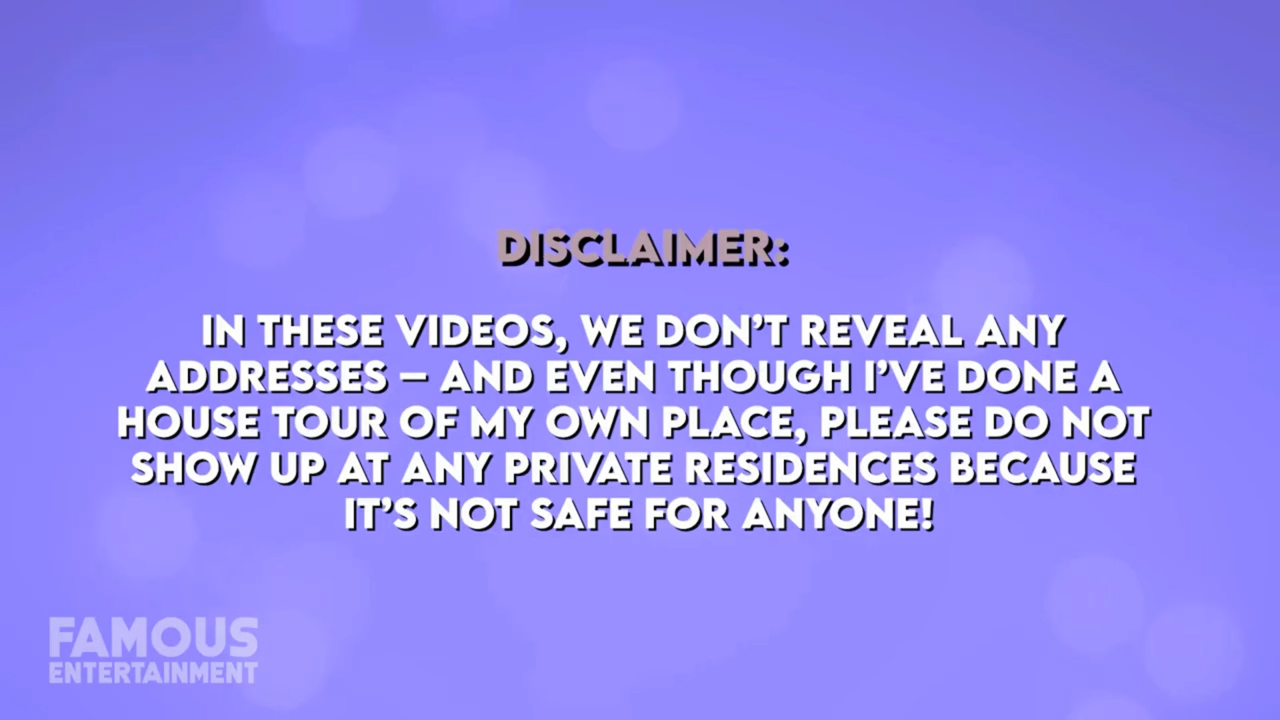 DISCLAIMER:
IN THESE VIDEOS, WE DON'T REVEAL ANY
ADDRESSES – AND EVEN THOUGH I'VE DONE A
HOUSE TOUR OF MY OWN PLACE, PLEASE DO NOT
SHOW UP AT ANY PRIVATE RESIDENCES BECAUSE
IT'S NOT SAFE FOR ANYONE!
FAMOUS
ENTERTAINMENT